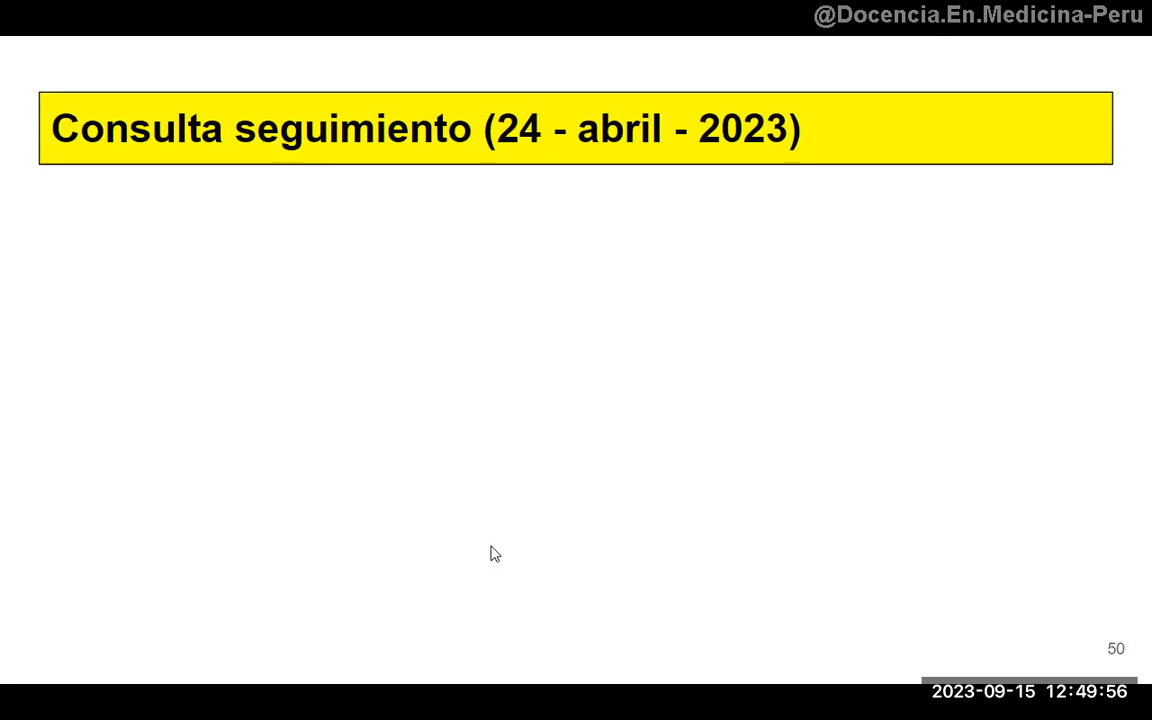 @Docencia.En.Medicina-Peru
Consulta seguimiento (24 - abril - 2023)
50
2023-09-15 12:49:56